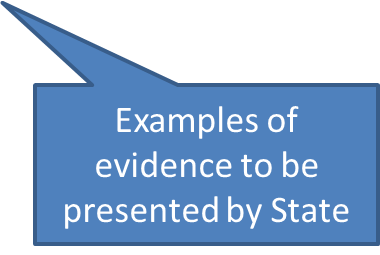 Examples of
evidence to be
presented by State